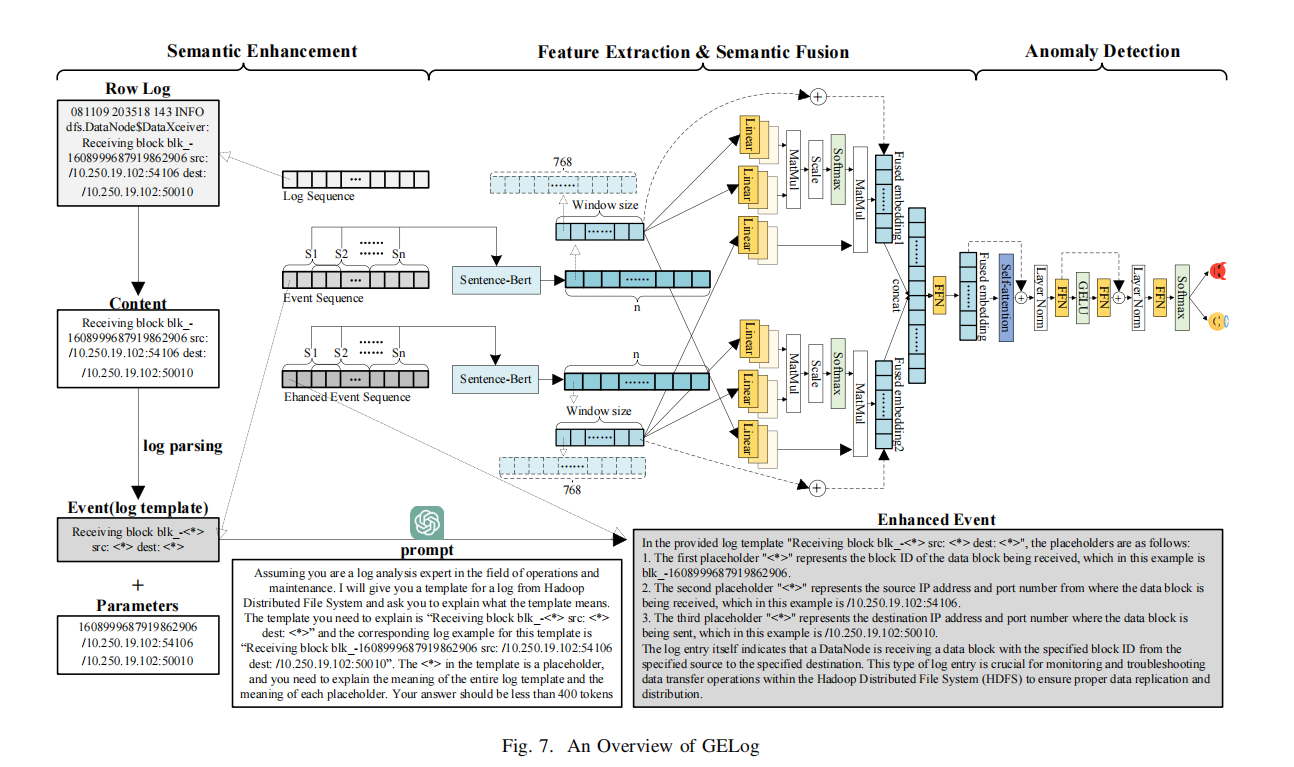 Semantic Enhancement
Feature Extraction & Semantic Fusion
Anomaly Detection
Row Log
081109 203518 143 INFO
dfs.DataNode$DataXceiver:
Receiving block blk_-
1608999687919862906 src:
/10.250.19.102:54106 dest:
/10.250.19.102:50010
Log Sequence
S1 S2 ...... Sn
Event Sequence
S1 S2 ...... Sn
Ehanced Event Sequence
Content
Receiving block blk_-
1608999687919862906 src:
/10.250.19.102:54106 dest:
/10.250.19.102:50010
log parsing
Event(log template)
Receiving block blk_-<*>
src: <*> dest: <*>
+
Parameters
1608999687919862906
/10.250.19.102:54106
/10.250.19.102:50010
768
Window size
Sentence-Bert
n
n
Sentence-Bert
Window size
768
Linear
Linear
Linear
MatMul
Scale
Softmax
MatMul
Fused embedding1
Linear
Linear
Linear
MatMul
Scale
Softmax
MatMul
Fused embedding2
concat
FFN
Fused embedding
Self-attention
Layer Norm
FFN
GELU
FFN
Layer Norm
FFN
Softmax
prompt
Assuming you are a log analysis expert in the field of operations and
maintenance. I will give you a template for a log from Hadoop
Distributed File System and ask you to explain what the template means.
The template you need to explain is “Receiving block blk_-<*> src: <*>
dest: <*>” and the corresponding log example for this template is
“Receiving block blk_-1608999687919862906 src: /10.250.19.102:54106
dest: /10.250.19.102:50010”. The <*> in the template is a placeholder,
and you need to explain the meaning of the entire log template and the
meaning of each placeholder. Your answer should be less than 400 tokens
Enhanced Event
In the provided log template "Receiving block blk_-<*> src: <*> dest: <*>", the placeholders are as follows:
1. The first placeholder "<*>" represents the block ID of the data block being received, which in this example is
blk_-1608999687919862906.
2. The second placeholder "<*>" represents the source IP address and port number from where the data block is
being received, which in this example is /10.250.19.102:54106.
3. The third placeholder "<*>" represents the destination IP address and port number where the data block is
being sent, which in this example is /10.250.19.102:50010.
The log entry itself indicates that a DataNode is receiving a data block with the specified block ID from the
specified source to the specified destination. This type of log entry is crucial for monitoring and troubleshooting
data transfer operations within the Hadoop Distributed File System (HDFS) to ensure proper data replication and
distribution.
Fig. 7. An Overview of GELog